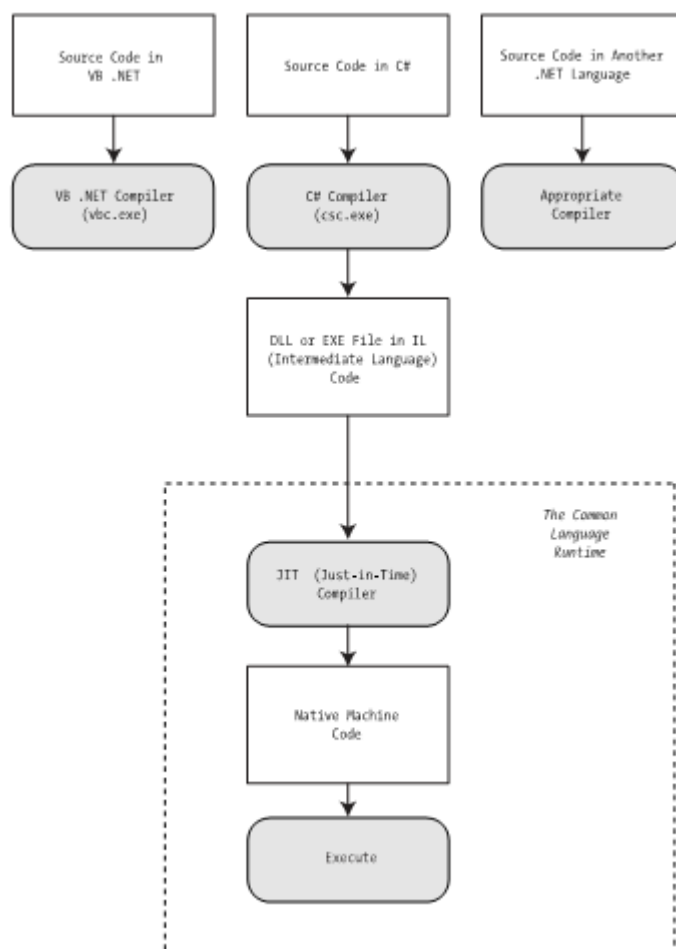 Source Code in
VB .NET
Source Code in C#
Source Code in Another
.NET Language
VB .NET Compiler
(vbc.exe)
C# Compiler
(csc.exe)
Appropriate
Compiler
DLL or EXE File in IL
(Intermediate Language)
Code
The Common
Language
Runtime
JIT (Just-in-Time)
Compiler
Native Machine
Code
Execute